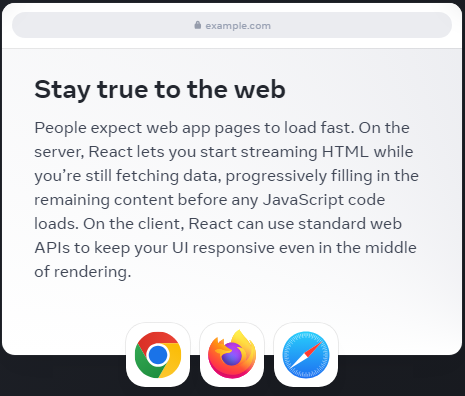 example.com
Stay true to the web
People expect web app pages to load fast. On the
server, React lets you start streaming HTML while
you’re still fetching data, progressively filling in the
remaining content before any JavaScript code
loads. On the client, React can use standard web
APIs to keep your UI responsive even in the middle
of rendering.